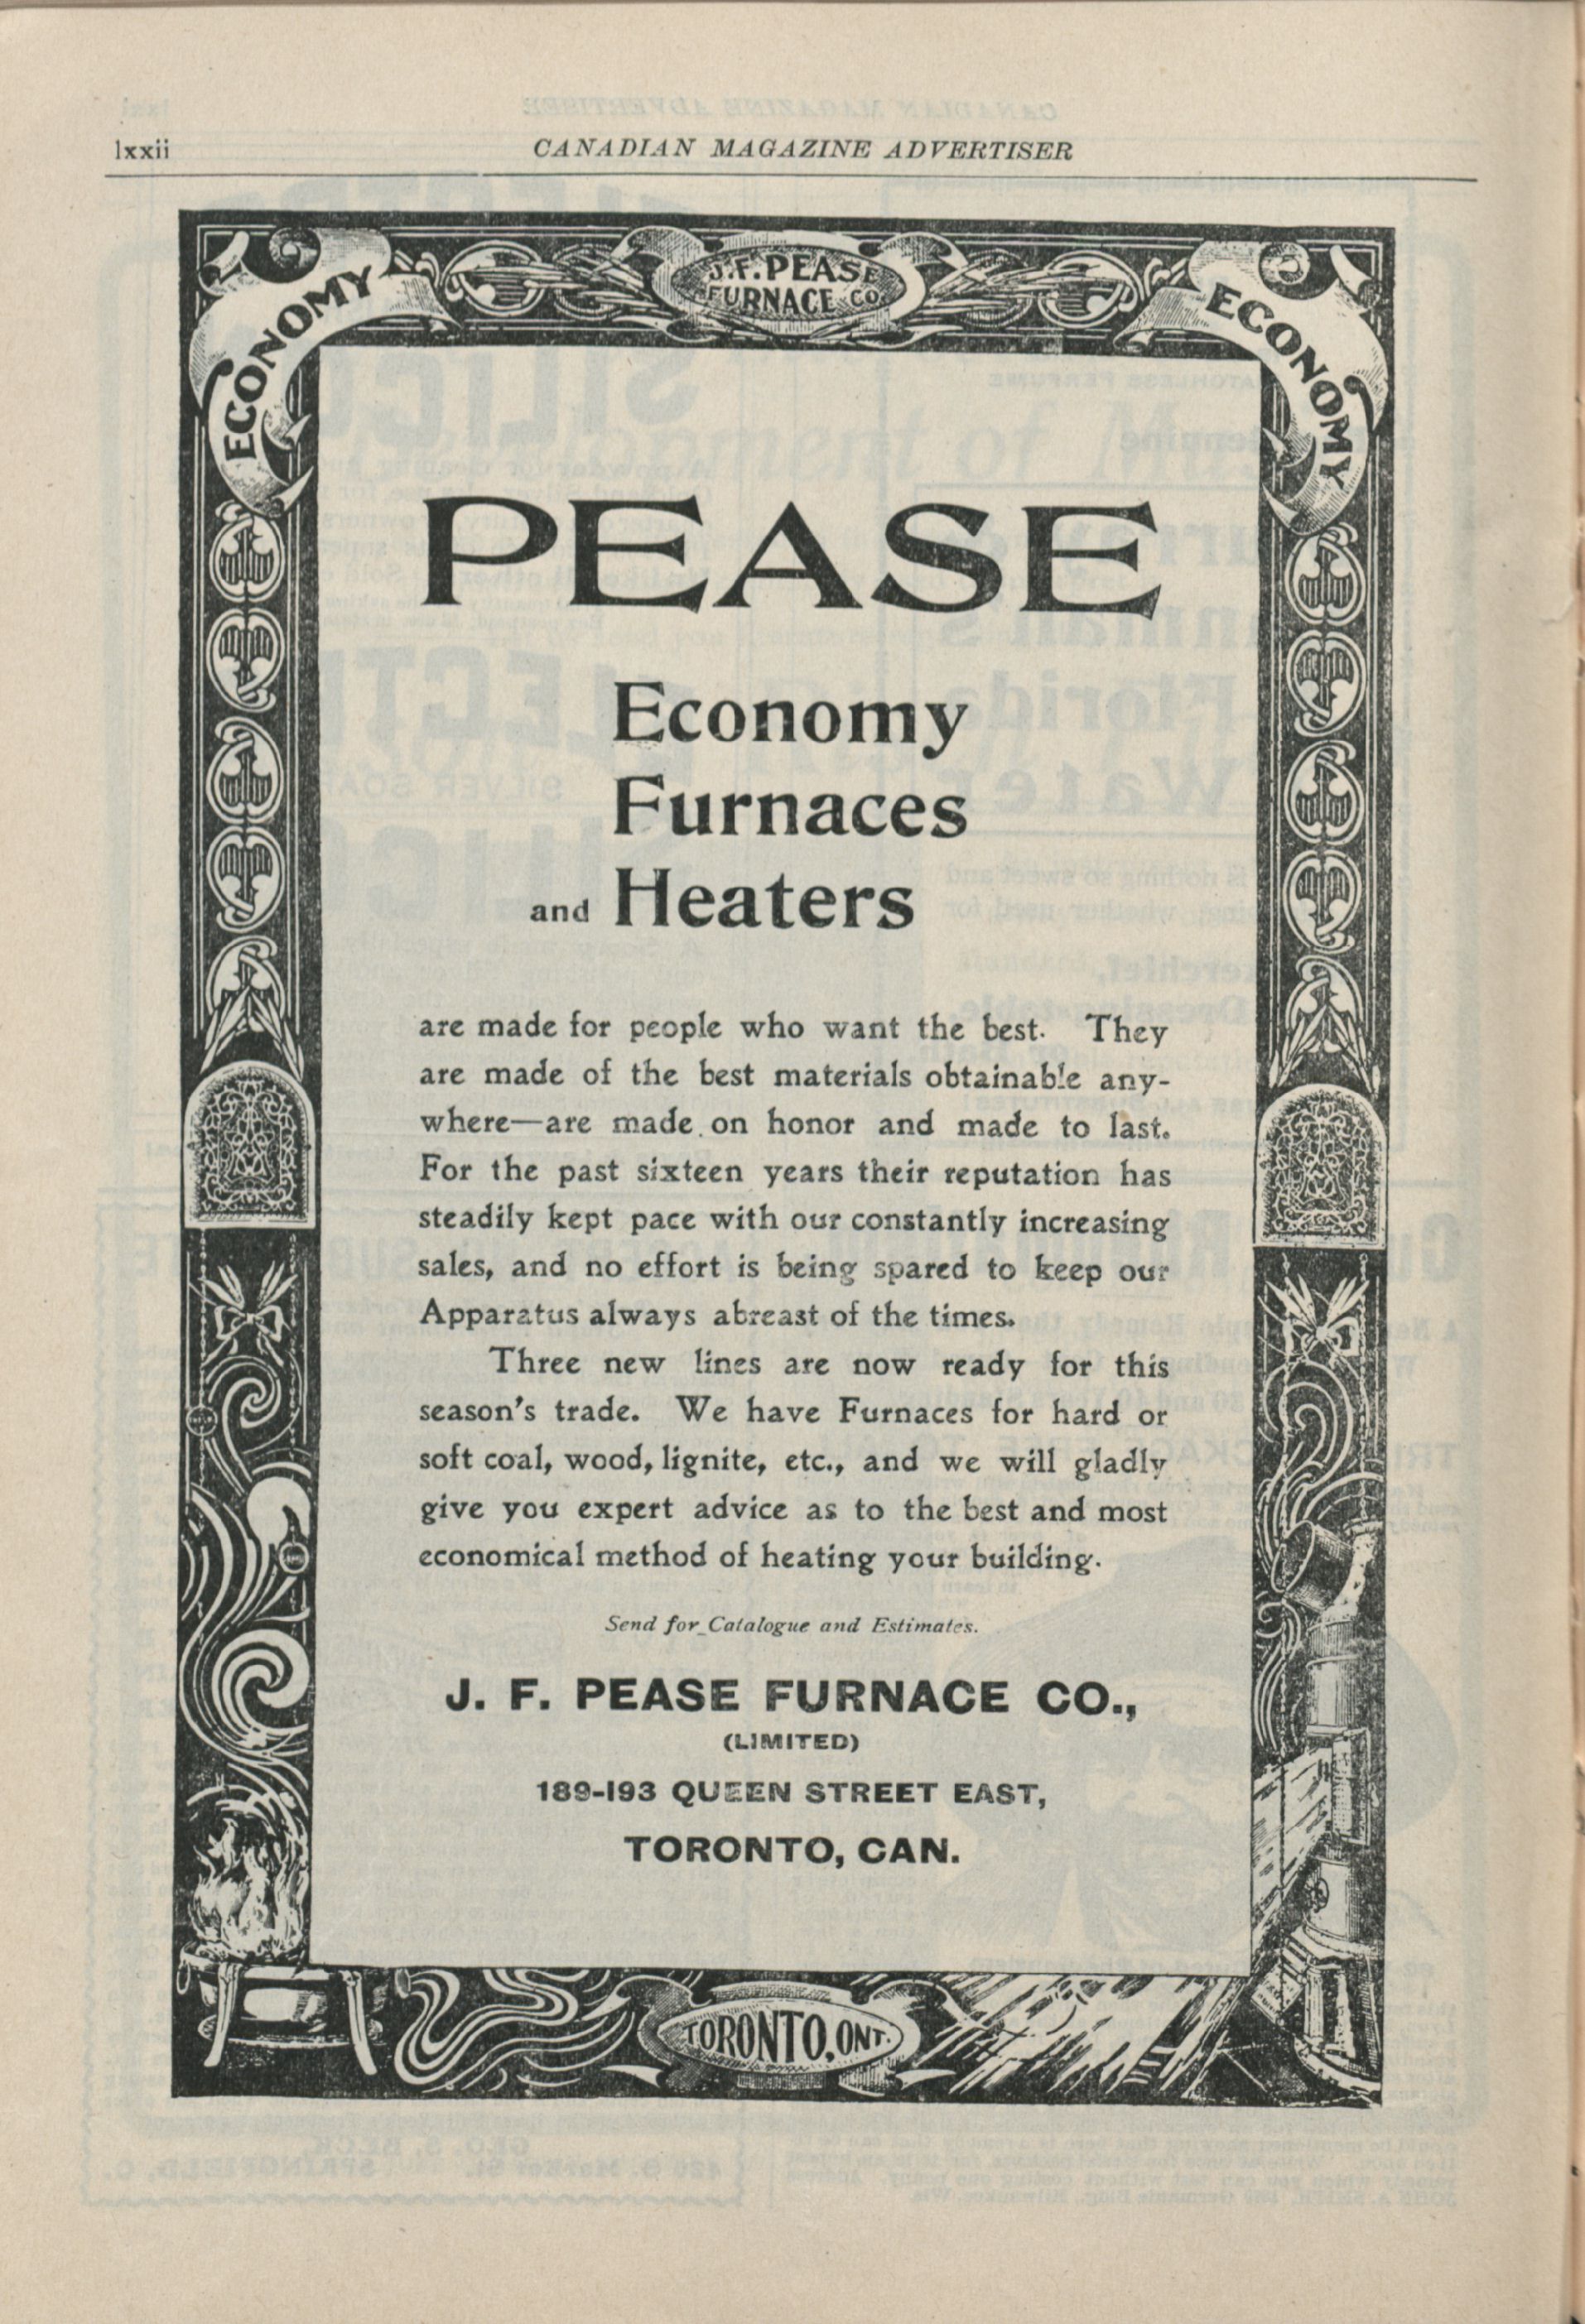 lxxii
CANADIAN MAGAZINE ADVERTISER
ECONOMY
J. F. PEASE
FURNACE CO
ECONOMY
PEASE
Economy
Furnaces
and Heaters
are made for people who want the best. They
are made of the best materials obtainable any-
where—are made on honor and made to last.
For the past sixteen years their reputation has
steadily kept pace with our constantly increasing
sales, and no effort is being spared to keep our
Apparatus always abreast of the times.
Three new lines are now ready for this
season's trade. We have Furnaces for hard or
soft coal, wood, lignite, etc., and we will gladly
give you expert advice as to the best and most
economical method of heating your building.
Send for Catalogue and Estimates.
J. F. PEASE FURNACE CO.,
(LIMITED)
189-193 QUEEN STREET EAST,
TORONTO, CAN.
TORONTO, ONT.